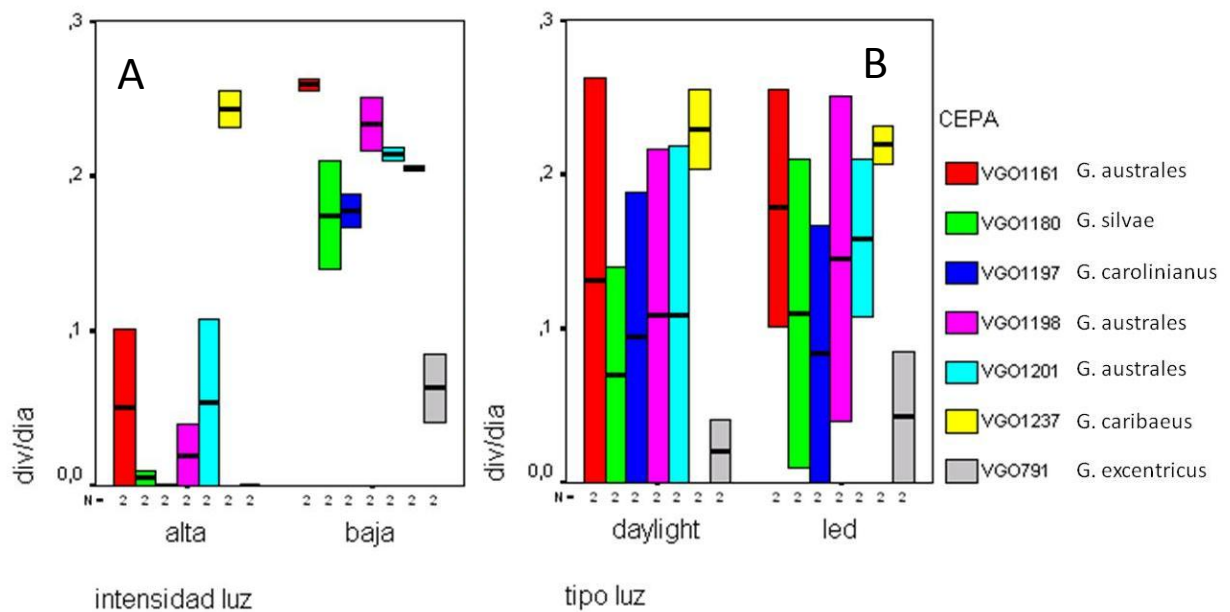 A
,3
,2
,1
0,0
div/dia
N = 2 2 2 2 2 2 2 2 2 2 2 2 2 2
alta baja
intensidad luz
B
,3
,2
,1
0,0
div/dia
N = 2 2 2 2 2 2 2 2 2 2 2 2 2 2
daylight led
tipo luz
CEPA
VGO1161 G. australes
VGO1180 G. silvae
VGO1197 G. carolinianus
VGO1198 G. australes
VGO1201 G. australes
VGO1237 G. caribaeus
VGO791 G. excentricus